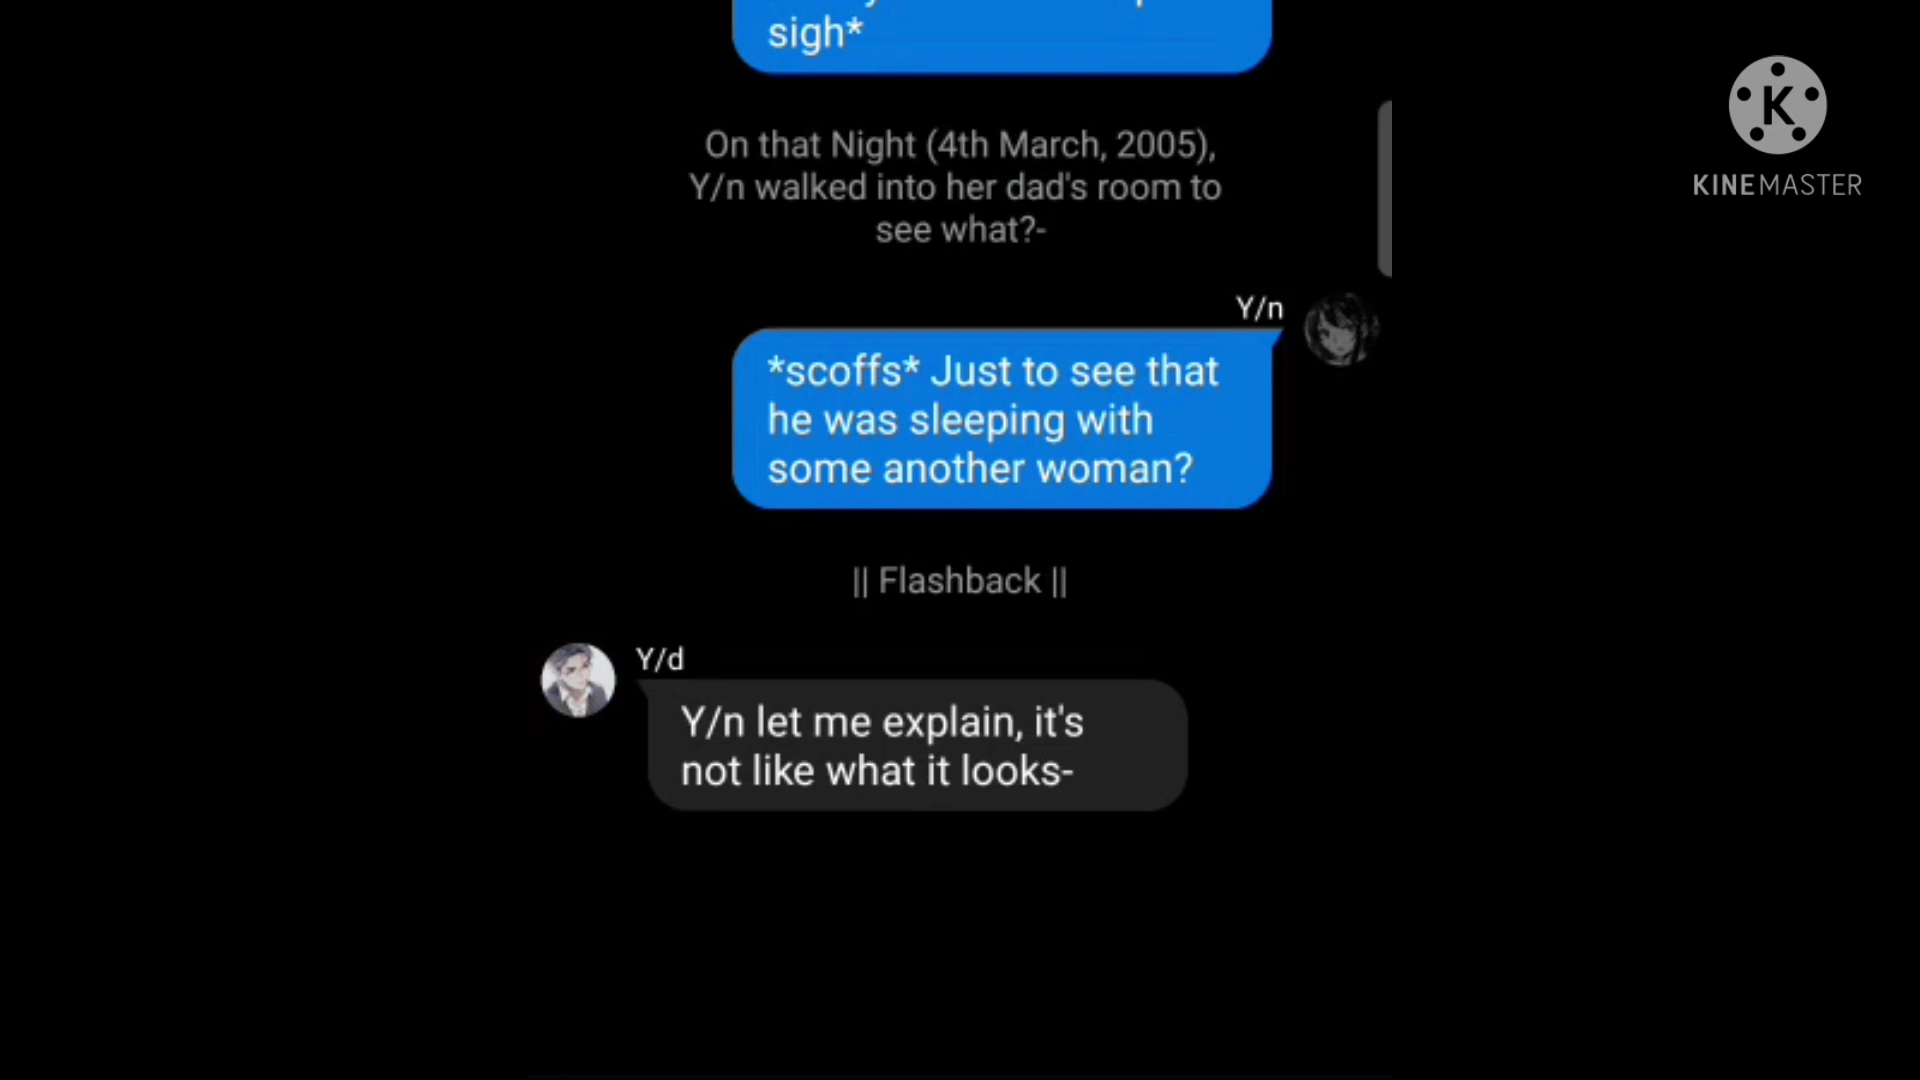 sigh*
On that Night (4th March, 2005),
Y/n walked into her dad's room to
see what?-
Y/n
*scoffs* Just to see that
he was sleeping with
some another woman?
|| Flashback ||
Y/d
Y/n let me explain, it's
not like what it looks-
K
KINEMASTER